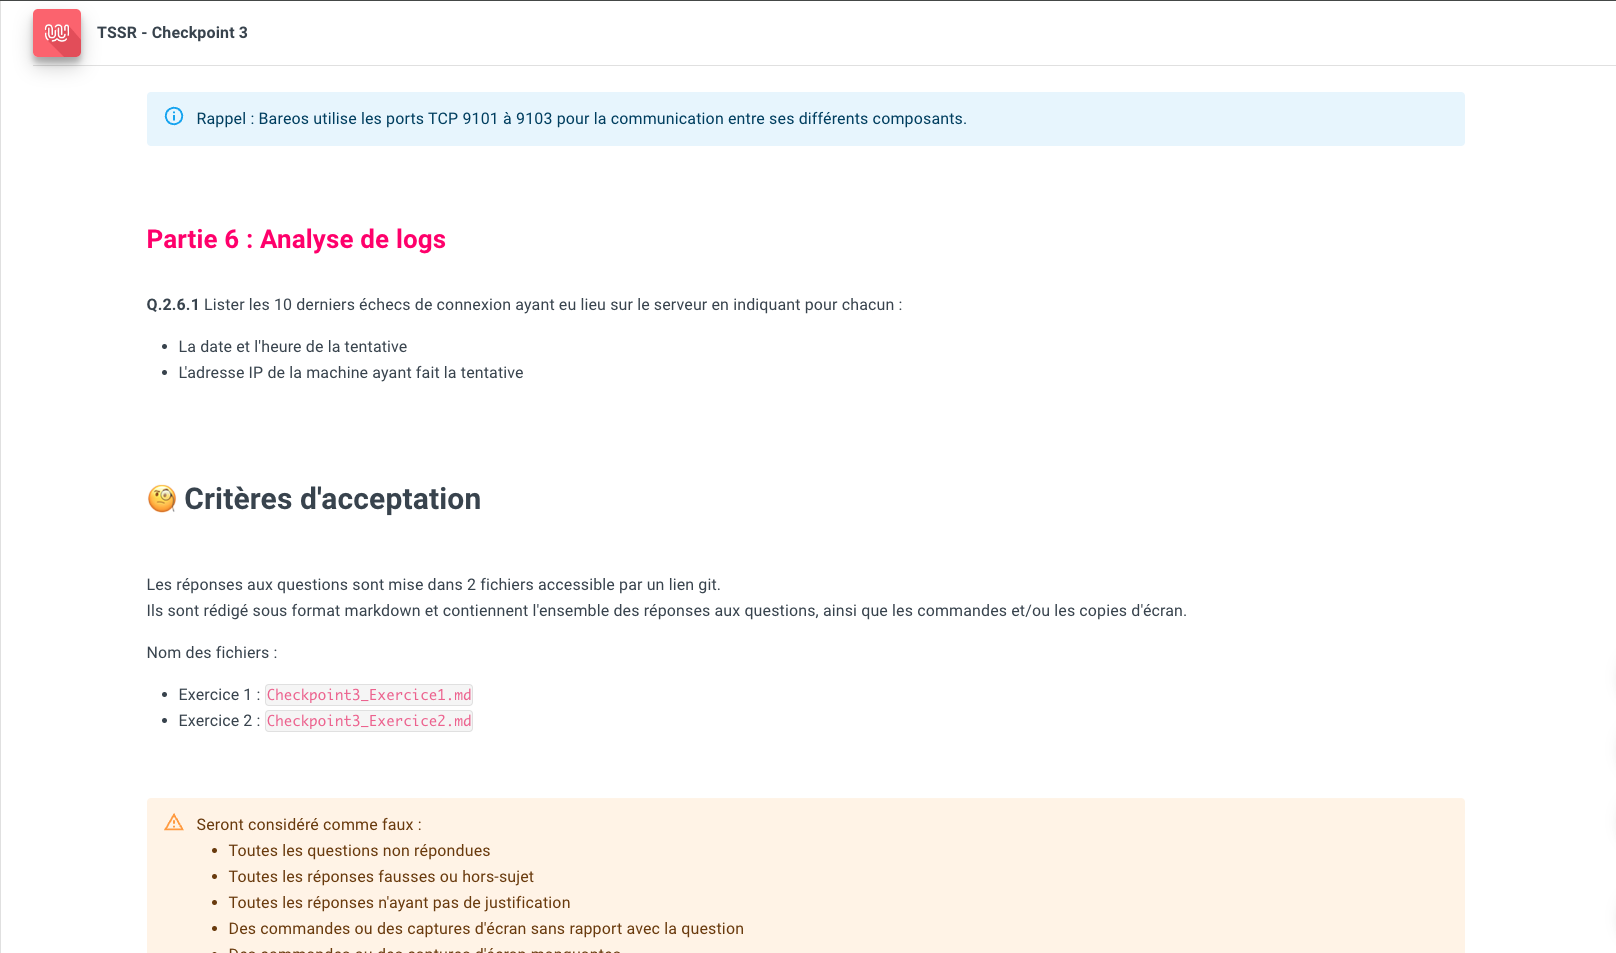 TSSR - Checkpoint 3
Rappel : Bareos utilise les ports TCP 9101 à 9103 pour la communication entre ses différents composants.
Partie 6 : Analyse de logs
Q.2.6.1 Lister les 10 derniers échecs de connexion ayant eu lieu sur le serveur en indiquant pour chacun :
• La date et l'heure de la tentative
• L'adresse IP de la machine ayant fait la tentative
🧐 Critères d'acceptation
Les réponses aux questions sont mise dans 2 fichiers accessible par un lien git.
Ils sont rédigé sous format markdown et contiennent l'ensemble des réponses aux questions, ainsi que les commandes et/ou les copies d'écran.
Nom des fichiers :
• Exercice 1 : Checkpoint3_Exercice1.md
• Exercice 2 : Checkpoint3_Exercice2.md
Seront considéré comme faux :
• Toutes les questions non répondues
• Toutes les réponses fausses ou hors-sujet
• Toutes les réponses n'ayant pas de justification
• Des commandes ou des captures d'écran sans rapport avec la question
• Des commandes ou des captures d'écran manquantes